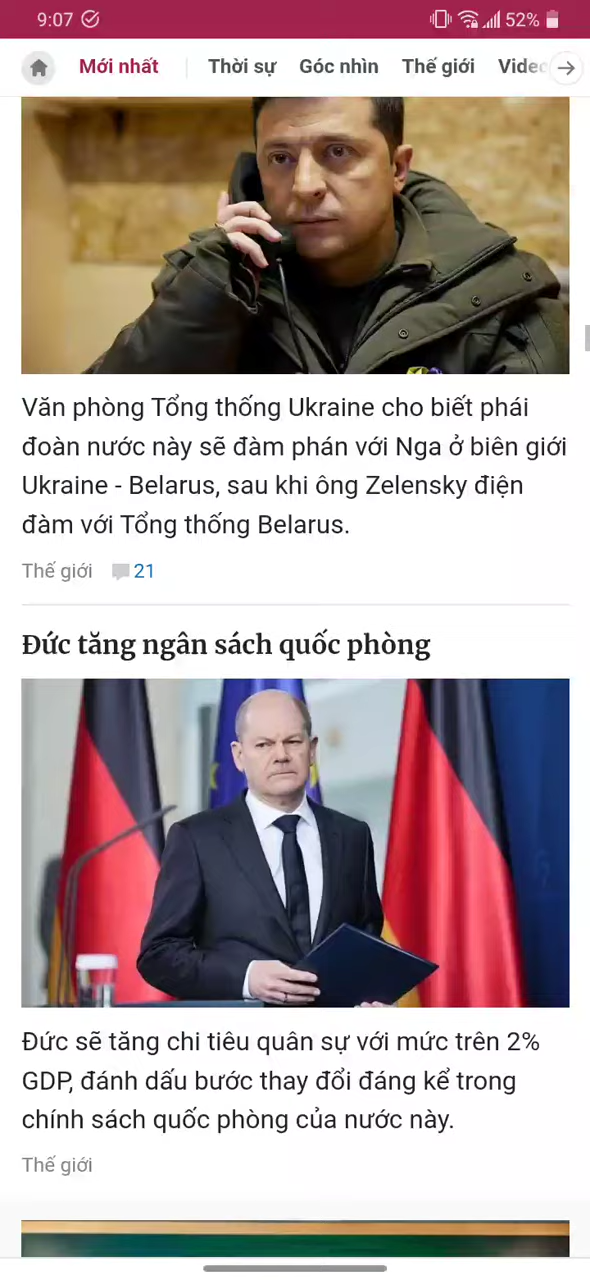 9:07 52%
Mới nhất Thời sự Góc nhìn Thế giới Video
Văn phòng Tổng thống Ukraine cho biết phái
đoàn nước này sẽ đàm phán với Nga ở biên giới
Ukraine - Belarus, sau khi ông Zelensky điện
đàm với Tổng thống Belarus.
Thế giới 21
Đức tăng ngân sách quốc phòng
Đức sẽ tăng chi tiêu quân sự với mức trên 2%
GDP, đánh dấu bước thay đổi đáng kể trong
chính sách quốc phòng của nước này.
Thế giới